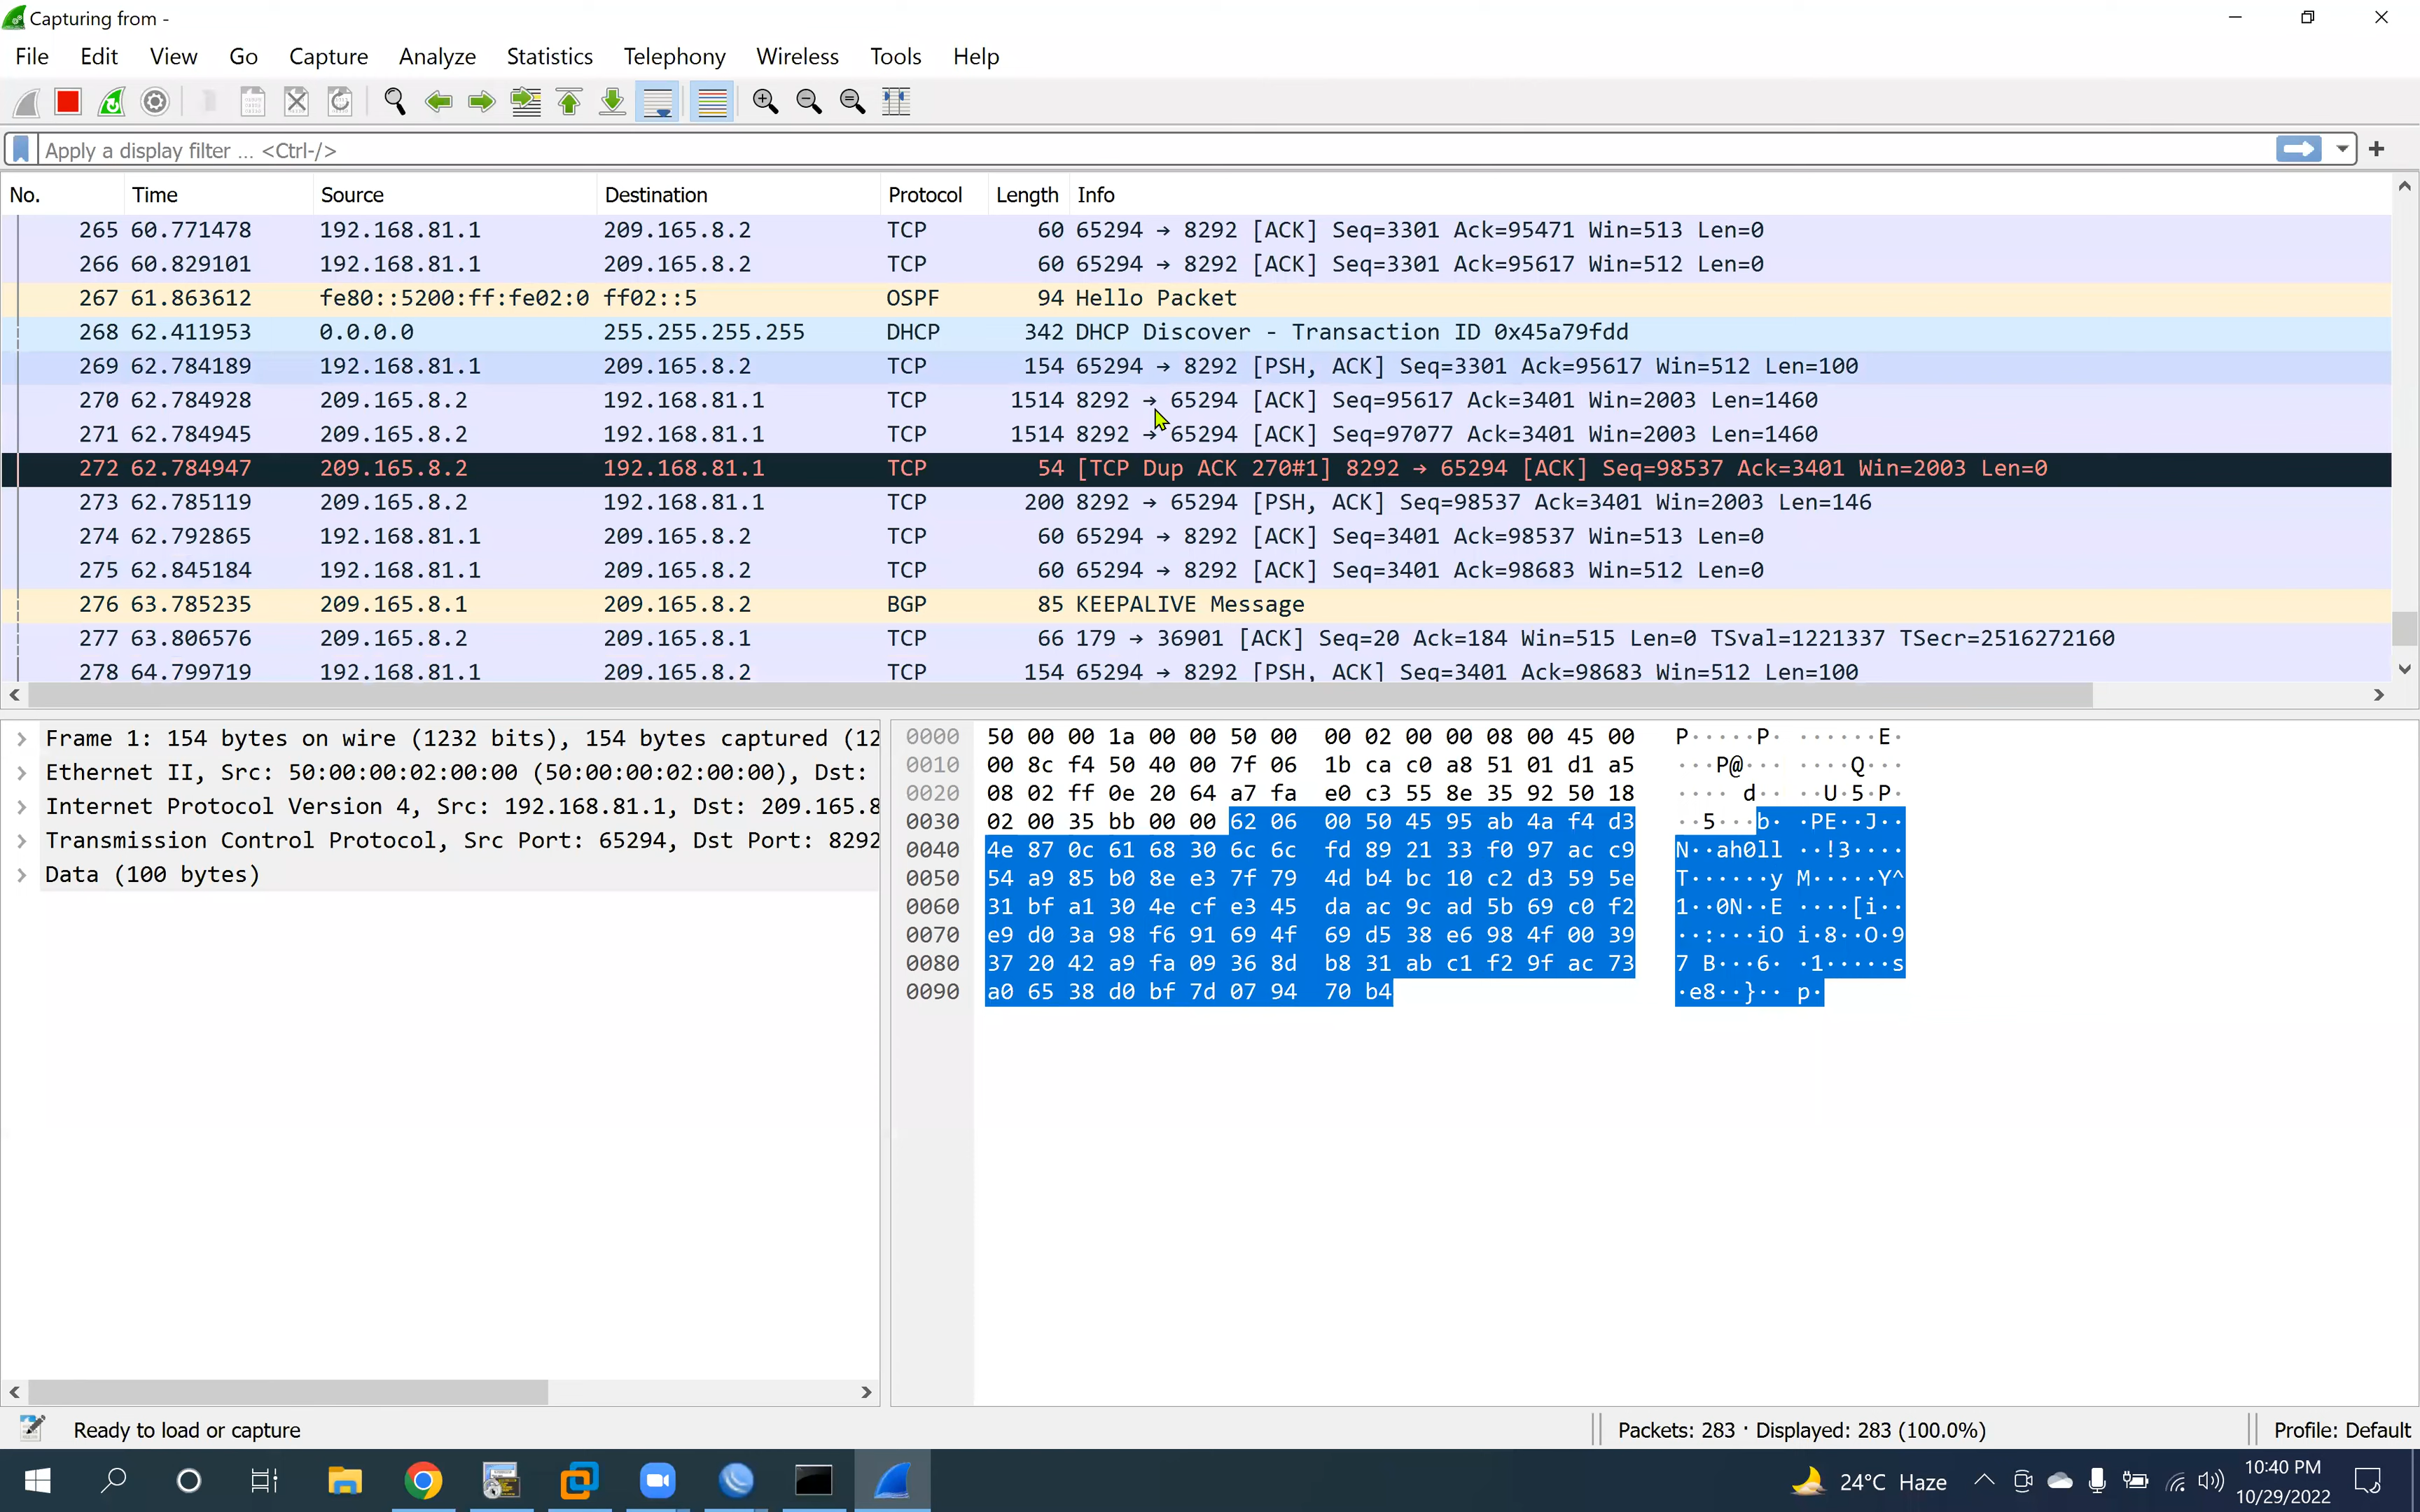 Capturing from -
File Edit View Go Capture Analyze Statistics Telephony Wireless Tools Help
Apply a display filter ... <Ctrl-/>
No. Time Source Destination Protocol Length Info
265 60.771478 192.168.81.1 209.165.8.2 TCP 60 65294 → 8292 [ACK] Seq=3301 Ack=95471 Win=513 Len=0
266 60.829101 192.168.81.1 209.165.8.2 TCP 60 65294 → 8292 [ACK] Seq=3301 Ack=95617 Win=512 Len=0
267 61.863612 fe80::5200:ff:fe02:0 ff02::5 OSPF 94 Hello Packet
268 62.411953 0.0.0.0 255.255.255.255 DHCP 342 DHCP Discover - Transaction ID 0x45a79fdd
269 62.784189 192.168.81.1 209.165.8.2 TCP 154 65294 → 8292 [PSH, ACK] Seq=3301 Ack=95617 Win=512 Len=100
270 62.784928 209.165.8.2 192.168.81.1 TCP 1514 8292 → 65294 [ACK] Seq=95617 Ack=3401 Win=2003 Len=1460
271 62.784945 209.165.8.2 192.168.81.1 TCP 1514 8292 → 65294 [ACK] Seq=97077 Ack=3401 Win=2003 Len=1460
272 62.784947 209.165.8.2 192.168.81.1 TCP 54 [TCP Dup ACK 270#1] 8292 → 65294 [ACK] Seq=98537 Ack=3401 Win=2003 Len=0
273 62.785119 209.165.8.2 192.168.81.1 TCP 200 8292 → 65294 [PSH, ACK] Seq=98537 Ack=3401 Win=2003 Len=146
274 62.792865 192.168.81.1 209.165.8.2 TCP 60 65294 → 8292 [ACK] Seq=3401 Ack=98537 Win=513 Len=0
275 62.845184 192.168.81.1 209.165.8.2 TCP 60 65294 → 8292 [ACK] Seq=3401 Ack=98683 Win=512 Len=0
276 63.785235 209.165.8.1 209.165.8.2 BGP 85 KEEPALIVE Message
277 63.806576 209.165.8.2 209.165.8.1 TCP 66 179 → 36901 [ACK] Seq=20 Ack=184 Win=515 Len=0 TSval=1221337 TSecr=2516272160
278 64.799719 192.168.81.1 209.165.8.2 TCP 154 65294 → 8292 [PSH, ACK] Seq=3401 Ack=98683 Win=512 Len=100
Frame 1: 154 bytes on wire (1232 bits), 154 bytes captured (12
Ethernet II, Src: 50:00:00:02:00:00 (50:00:00:02:00:00), Dst:
Internet Protocol Version 4, Src: 192.168.81.1, Dst: 209.165.8
Transmission Control Protocol, Src Port: 65294, Dst Port: 8292
Data (100 bytes)
0000 50 00 00 1a 00 00 50 00 00 02 00 00 08 00 45 00 P·····P· ······E·
0010 00 8c f4 50 40 00 7f 06 1b ca c0 a8 51 01 d1 a5 ···P@··· ····Q···
0020 08 02 ff 0e 20 64 a7 fa e0 c3 55 8e 35 92 50 18 ···· d·· ··U·5·P·
0030 02 00 35 bb 00 00 62 06 00 50 45 95 ab 4a f4 d3 ··5···b· ·PE··J··
0040 4e 87 0c 61 68 30 6c 6c fd 89 21 33 f0 97 ac c9 N··ah0ll ··!3····
0050 54 a9 85 b0 8e e3 7f 79 4d b4 bc 10 c2 d3 59 5e T······y M·····Y^
0060 31 bf a1 30 4e cf e3 45 da ac 9c ad 5b 69 c0 f2 1··0N··E ····[i··
0070 e9 d0 3a 98 f6 91 69 4f 69 d5 38 e6 98 4f 00 39 ··:···iO i·8··O·9
0080 37 20 42 a9 fa 09 36 8d b8 31 ab c1 f2 9f ac 73 7 B···6· ·1·····s
0090 a0 65 38 d0 bf 7d 07 94 70 b4 ·e8··}·· p·
Ready to load or capture
Packets: 283 · Displayed: 283 (100.0%)
Profile: Default
24°C Haze
10:40 PM
10/29/2022